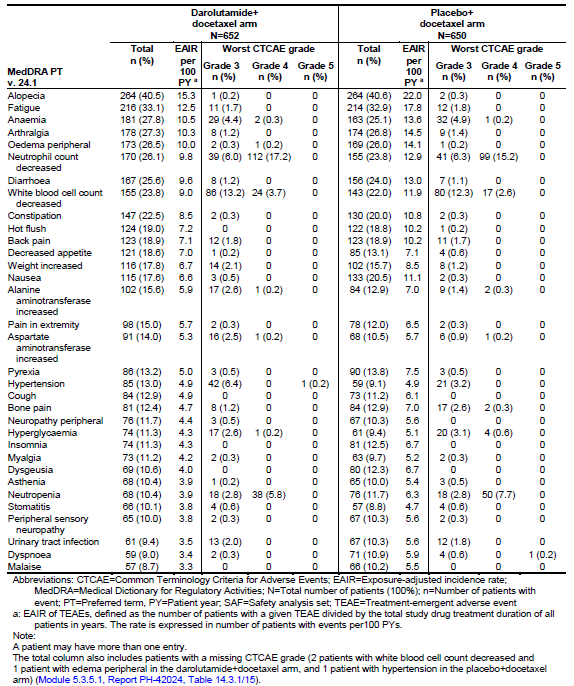 Darolutamide+ docetaxel arm N=652 Placebo+ docetaxel arm N=650
MedDRA PT v. 24.1 Total n (%) EAIR per 100 PY a Worst CTCAE grade Grade 3 n (%) Grade 4 n (%) Grade 5 n (%) Total n (%) EAIR per 100 PY a Worst CTCAE grade Grade 3 n (%) Grade 4 n (%) Grade 5 n (%)
Alopecia 264 (40.5) 15.3 1 (0.2) 0 0 264 (40.6) 22.0 2 (0.3) 0 0
Fatigue 216 (33.1) 12.5 11 (1.7) 0 0 214 (32.9) 17.8 12 (1.8) 0 0
Anaemia 181 (27.8) 10.5 29 (4.4) 2 (0.3) 0 163 (25.1) 13.6 32 (4.9) 1 (0.2) 0
Arthralgia 178 (27.3) 10.3 8 (1.2) 0 0 174 (26.8) 14.5 9 (1.4) 0 0
Oedema peripheral 173 (26.5) 10.0 2 (0.3) 1 (0.2) 0 169 (26.0) 14.1 1 (0.2) 0 0
Neutrophil count decreased 170 (26.1) 9.8 39 (6.0) 112 (17.2) 0 155 (23.8) 12.9 41 (6.3) 99 (15.2) 0
Diarrhoea 167 (25.6) 9.6 8 (1.2) 0 0 156 (24.0) 13.0 7 (1.1) 0 0
White blood cell count decreased 155 (23.8) 9.0 86 (13.2) 24 (3.7) 0 143 (22.0) 11.9 80 (12.3) 17 (2.6) 0
Constipation 147 (22.5) 8.5 2 (0.3) 0 0 130 (20.0) 10.8 2 (0.3) 0 0
Hot flush 124 (19.0) 7.2 0 0 0 122 (18.8) 10.2 1 (0.2) 0 0
Back pain 123 (18.9) 7.1 12 (1.8) 0 0 123 (18.9) 10.2 11 (1.7) 0 0
Decreased appetite 121 (18.6) 7.0 1 (0.2) 0 0 85 (13.1) 7.1 4 (0.6) 0 0
Weight increased 116 (17.8) 6.7 14 (2.1) 0 0 102 (15.7) 8.5 8 (1.2) 0 0
Nausea 115 (17.6) 6.6 3 (0.5) 0 0 133 (20.5) 11.1 2 (0.3) 0 0
Alanine aminotransferase increased 102 (15.6) 5.9 17 (2.6) 1 (0.2) 0 84 (12.9) 7.0 9 (1.4) 2 (0.3) 0
Pain in extremity 98 (15.0) 5.7 2 (0.3) 0 0 78 (12.0) 6.5 2 (0.3) 0 0
Aspartate aminotransferase increased 91 (14.0) 5.3 16 (2.5) 1 (0.2) 0 68 (10.5) 5.7 6 (0.9) 1 (0.2) 0
Pyrexia 86 (13.2) 5.0 3 (0.5) 0 0 90 (13.8) 7.5 3 (0.5) 0 0
Hypertension 85 (13.0) 4.9 42 (6.4) 0 1 (0.2) 59 (9.1) 4.9 21 (3.2) 0 0
Cough 84 (12.9) 4.9 0 0 0 73 (11.2) 6.1 0 0 0
Bone pain 81 (12.4) 4.7 8 (1.2) 0 0 84 (12.9) 7.0 17 (2.6) 2 (0.3) 0
Neuropathy peripheral 76 (11.7) 4.4 3 (0.5) 0 0 67 (10.3) 5.6 0 0 0
Hyperglycaemia 74 (11.3) 4.3 17 (2.6) 1 (0.2) 0 61 (9.4) 5.1 20 (3.1) 4 (0.6) 0
Insomnia 74 (11.3) 4.3 0 0 0 81 (12.5) 6.7 0 0 0
Myalgia 73 (11.2) 4.2 2 (0.3) 0 0 63 (9.7) 5.2 2 (0.3) 0 0
Dysgeusia 69 (10.6) 4.0 0 0 0 80 (12.3) 6.7 0 0 0
Asthenia 68 (10.4) 3.9 1 (0.2) 0 0 65 (10.0) 5.4 3 (0.5) 0 0
Neutropenia 68 (10.4) 3.9 18 (2.8) 38 (5.8) 0 76 (11.7) 6.3 18 (2.8) 50 (7.7) 0
Stomatitis 66 (10.1) 3.8 4 (0.6) 0 0 57 (8.8) 4.7 4 (0.6) 0 0
Peripheral sensory neuropathy 65 (10.0) 3.8 2 (0.3) 0 0 67 (10.3) 5.6 2 (0.3) 0 0
Urinary tract infection 61 (9.4) 3.5 13 (2.0) 0 0 67 (10.3) 5.6 12 (1.8) 0 0
Dyspnoea 59 (9.0) 3.4 2 (0.3) 0 0 71 (10.9) 5.9 4 (0.6) 0 1 (0.2)
Malaise 57 (8.7) 3.3 0 0 0 66 (10.2) 5.5 0 0 0
Abbreviations: CTCAE=Common Terminology Criteria for Adverse Events; EAIR=Exposure-adjusted incidence rate;
MedDRA=Medical Dictionary for Regulatory Activities; N=Total number of patients (100%); n=Number of patients with
event; PT=Preferred term, PY=Patient year; SAF=Safety analysis set; TEAE=Treatment-emergent adverse event
a: EAIR of TEAEs, defined as the number of patients with a given TEAE divided by the total study drug treatment duration of all
patients in years. The rate is expressed in number of patients with events per100 PYs.
Note:
A patient may have more than one entry.
The total column also includes patients with a missing CTCAE grade (2 patients with white blood cell count decreased and
1 patient with edema peripheral in the darolutamide+docetaxel arm, and 1 patient with hypertension in the placebo+docetaxel
arm) (Module 5.3.5.1, Report PH-42024, Table 14.3.1/15).